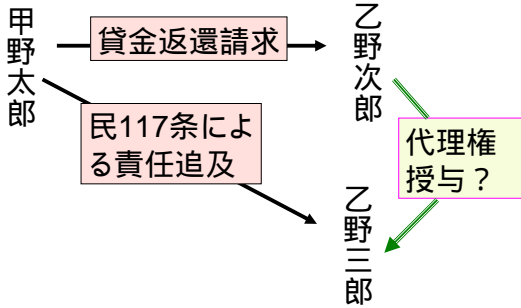 甲野太郎
貸金返還請求
乙野次郎
民117条によ
る責任追及
代理権
授与？
乙野三郎